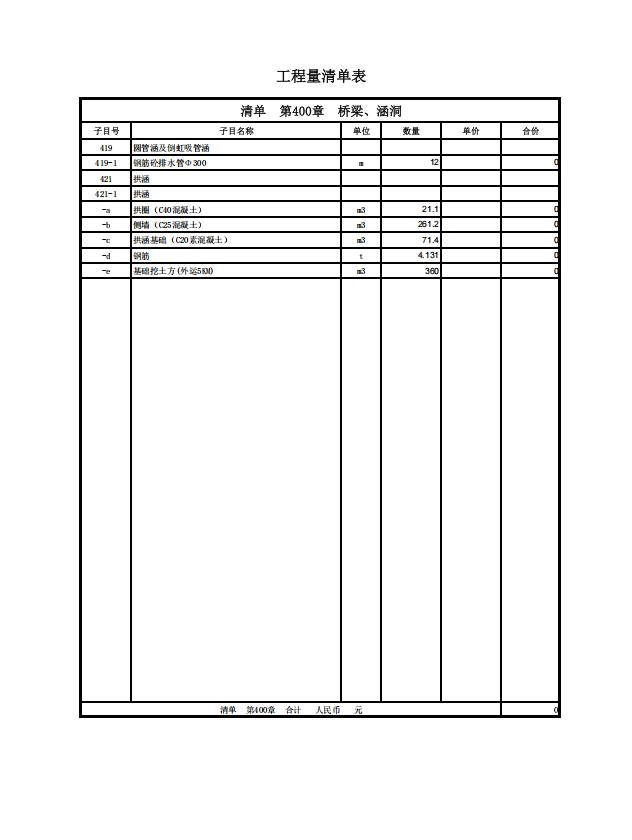 工程量清单表
清单 第400章 桥梁、涵洞
子目号 子目名称 单位 数量 单价 合价
419 圆管涵及倒虹吸管涵
419-1 钢筋砼排水管Φ300 m 12 0
421 拱涵
421-1 拱涵
-a 拱圈（C40混凝土） m3 21.1 0
-b 侧墙（C25混凝土） m3 261.2 0
-c 拱涵基础（C20素混凝土） m3 71.4 0
-d 钢筋 t 4.131 0
-e 基础挖土方(外运5KM) m3 360 0
清单 第400章 合计 人民币 元 0